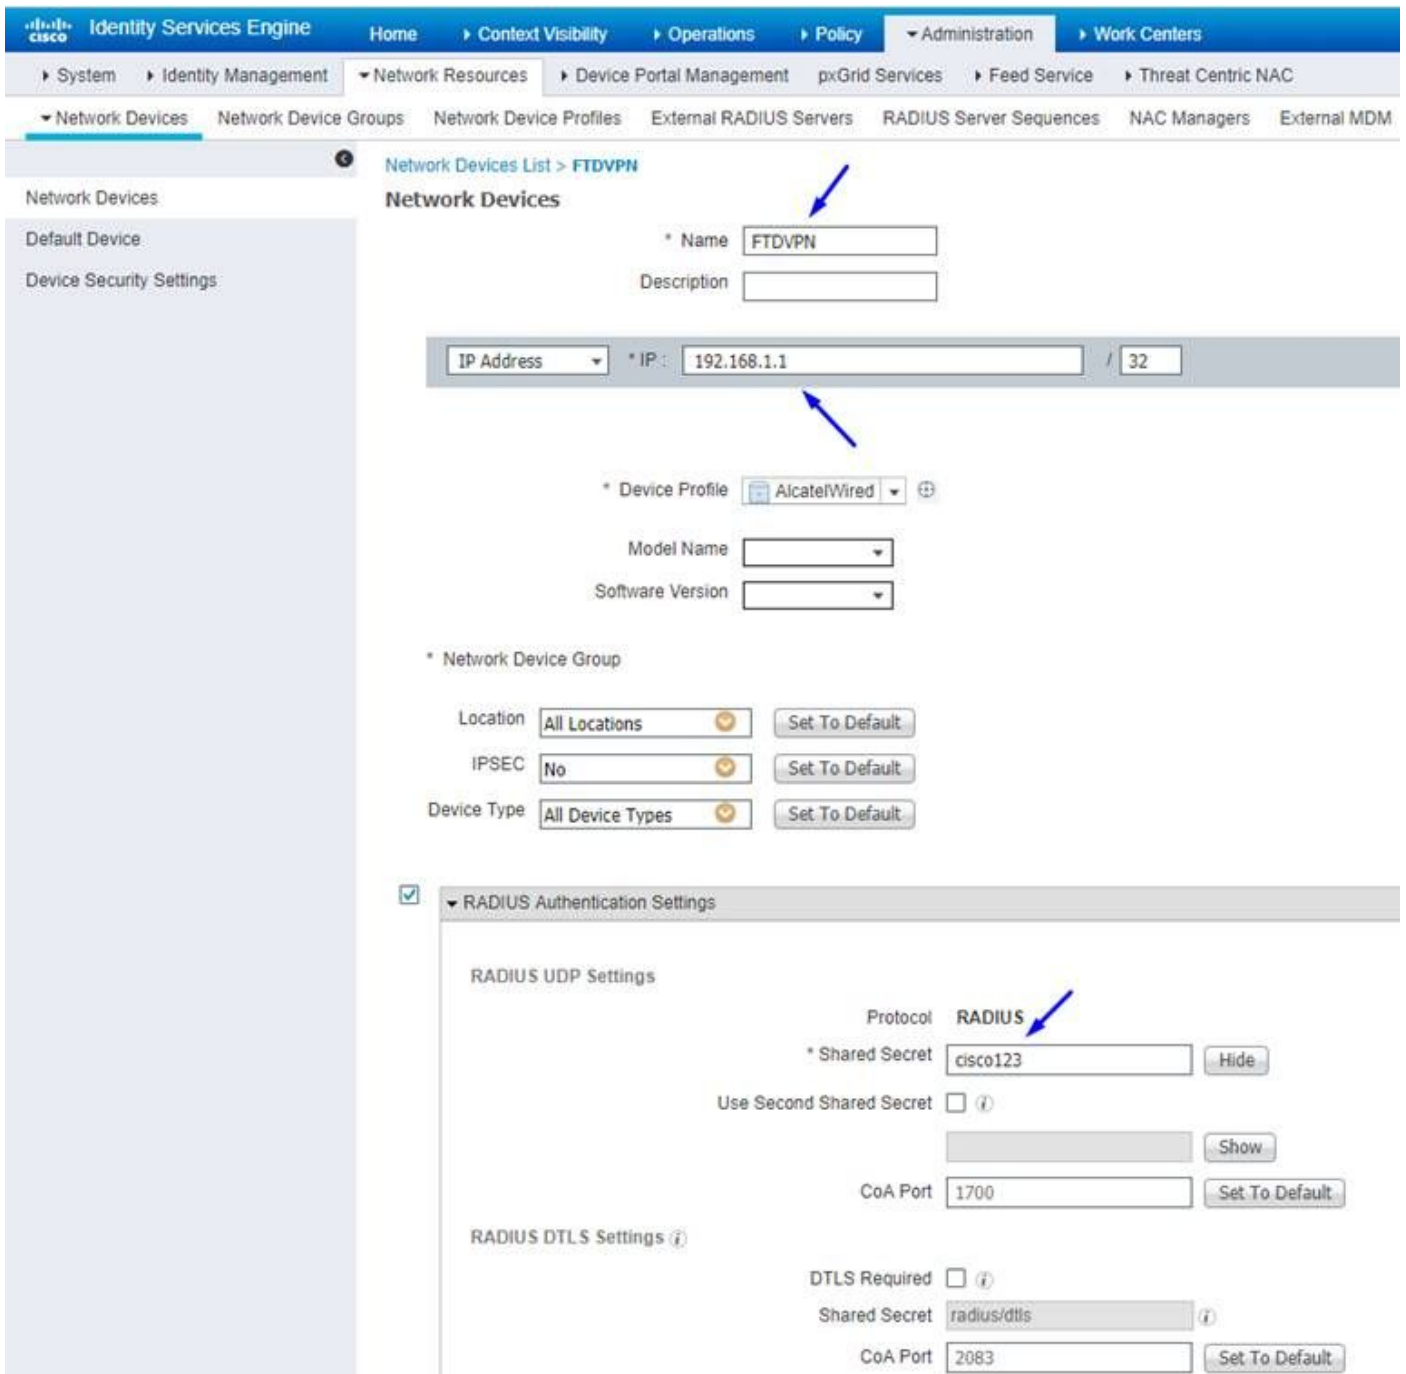 cisco Identity Services Engine Home Context Visibility Operations Policy Administration Work Centers
System Identity Management Network Resources Device Portal Management pxGrid Services Feed Service Threat Centric NAC
Network Devices Network Device Groups Network Device Profiles External RADIUS Servers RADIUS Server Sequences NAC Managers External MDM
Network Devices
Default Device
Device Security Settings
Network Devices List > FTDVPN
Network Devices
* Name FTDVPN
Description
IP Address * IP : 192.168.1.1 / 32
* Device Profile AlcatelWired
Model Name
Software Version
* Network Device Group
Location All Locations Set To Default
IPSEC No Set To Default
Device Type All Device Types Set To Default
RADIUS Authentication Settings
RADIUS UDP Settings
Protocol RADIUS
* Shared Secret cisco123 Hide
Use Second Shared Secret i
Show
CoA Port 1700 Set To Default
RADIUS DTLS Settings i
DTLS Required i
Shared Secret radius/dtls i
CoA Port 2083 Set To Default